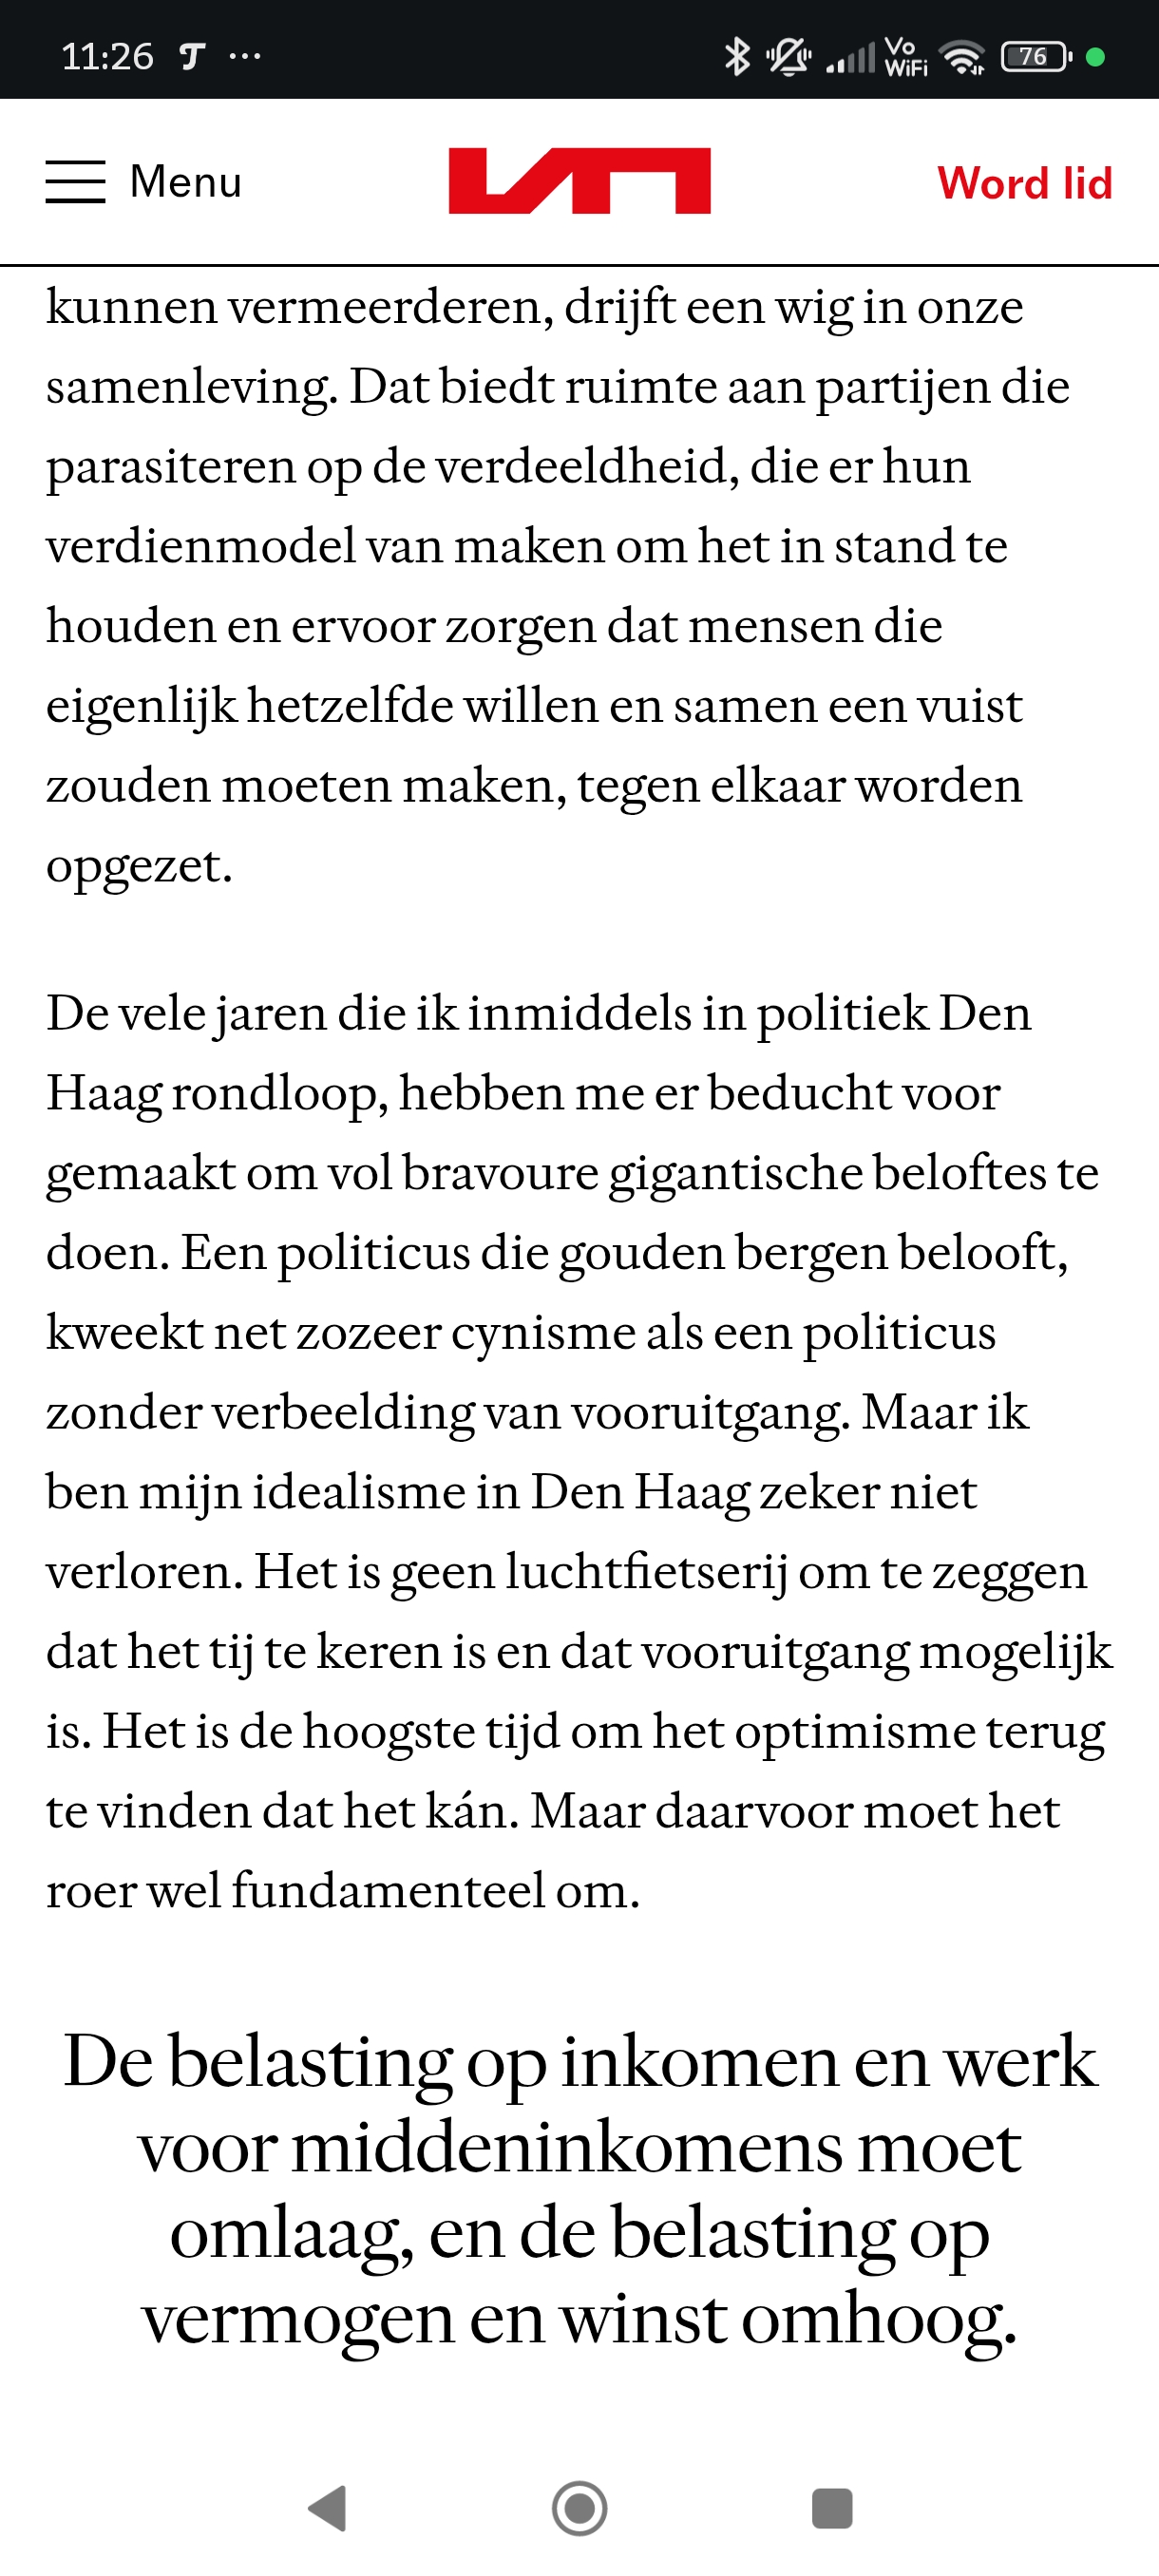 11:26
Vo
WiFi
76
Menu
VN
Word lid
kunnen vermeerderen, drijft een wig in onze
samenleving. Dat biedt ruimte aan partijen die
parasiteren op de verdeeldheid, die er hun
verdienmodel van maken om het in stand te
houden en ervoor zorgen dat mensen die
eigenlijk hetzelfde willen en samen een vuist
zouden moeten maken, tegen elkaar worden
opgezet.
De vele jaren die ik inmiddels in politiek Den
Haag rondloop, hebben me er beducht voor
gemaakt om vol bravoure gigantische beloftes te
doen. Een politicus die gouden bergen belooft,
kweekt net zozeer cynisme als een politicus
zonder verbeelding van vooruitgang. Maar ik
ben mijn idealisme in Den Haag zeker niet
verloren. Het is geen luchtfietserij om te zeggen
dat het tij te keren is en dat vooruitgang mogelijk
is. Het is de hoogste tijd om het optimisme terug
te vinden dat het kán. Maar daarvoor moet het
roer wel fundamenteel om.
De belasting op inkomen en werk
voor middeninkomens moet
omlaag, en de belasting op
vermogen en winst omhoog.